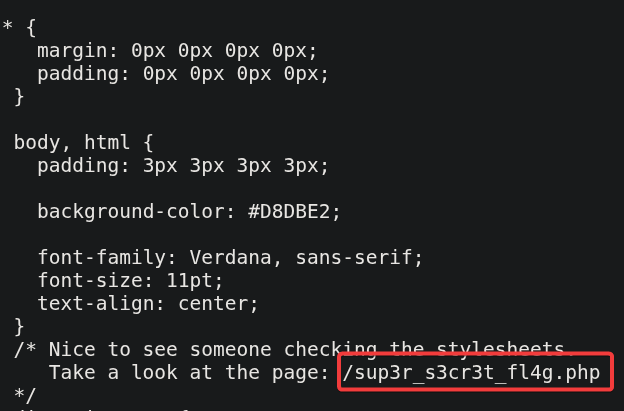 * {
margin: 0px 0px 0px 0px;
padding: 0px 0px 0px 0px;
}
body, html {
padding: 3px 3px 3px 3px;
background-color: #D8DBE2;
font-family: Verdana, sans-serif;
font-size: 11pt;
text-align: center;
}
/* Nice to see someone checking the stylesheets.
Take a look at the page: /sup3r_s3cr3t_fl4g.php
*/